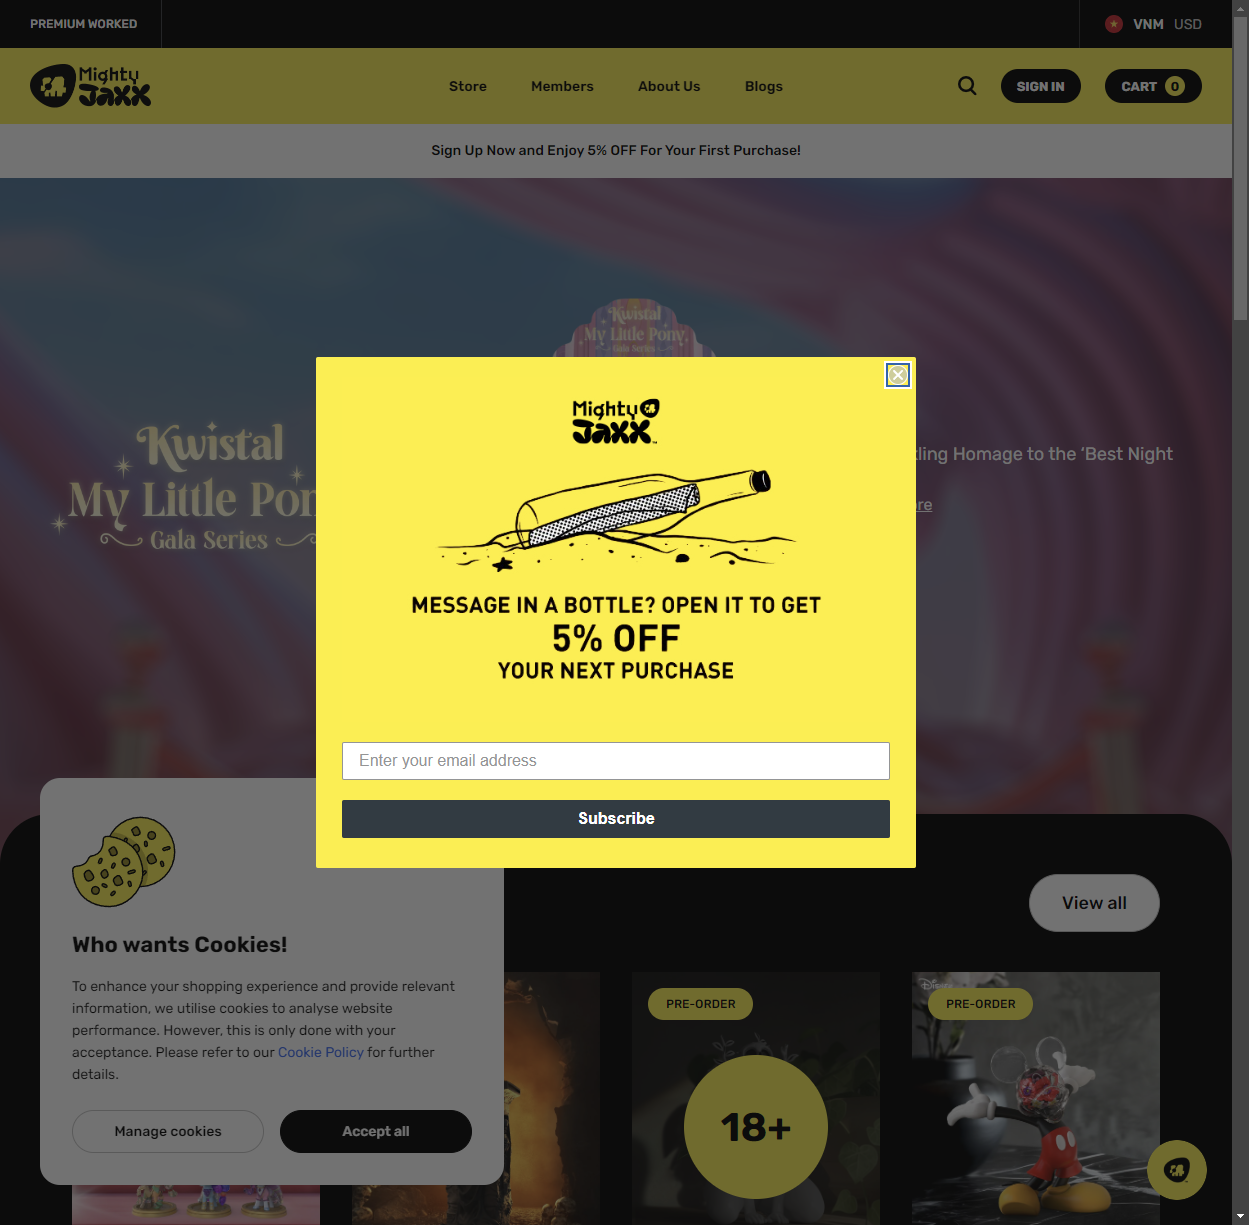 PREMIUM WORKED
VNM USD
Mighty
JAXX
Store Members About Us Blogs
SIGN IN
CART 0
Sign Up Now and Enjoy 5% OFF For Your First Purchase!
Kwistal
My Little Pony
Gala Series
Kwistal
My Little Pon
Gala Series
ling Homage to the 'Best Night
re
Mighty
JAXX
MESSAGE IN A BOTTLE? OPEN IT TO GET
5% OFF
YOUR NEXT PURCHASE
Enter your email address
Subscribe
View all
Who wants Cookies!
To enhance your shopping experience and provide relevant
information, we utilise cookies to analyse website
performance. However, this is only done with your
acceptance. Please refer to our Cookie Policy for further
details.
Manage cookies
Accept all
PRE-ORDER
18+
Disney
PRE-ORDER